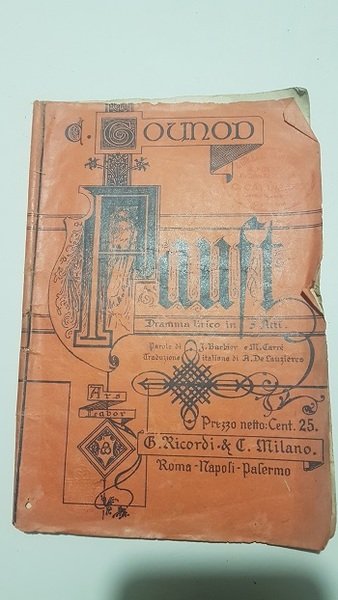 C. GOUNOD
Faust
Dramma lirico in 5 Atti.
Parole di J. Barbier e M. Carré
Traduzione italiana di A. De Lauzières
Ars
Labor
Prezzo netto: Cent. 25.
G. Ricordi & C. Milano.
Roma - Napoli - Palermo